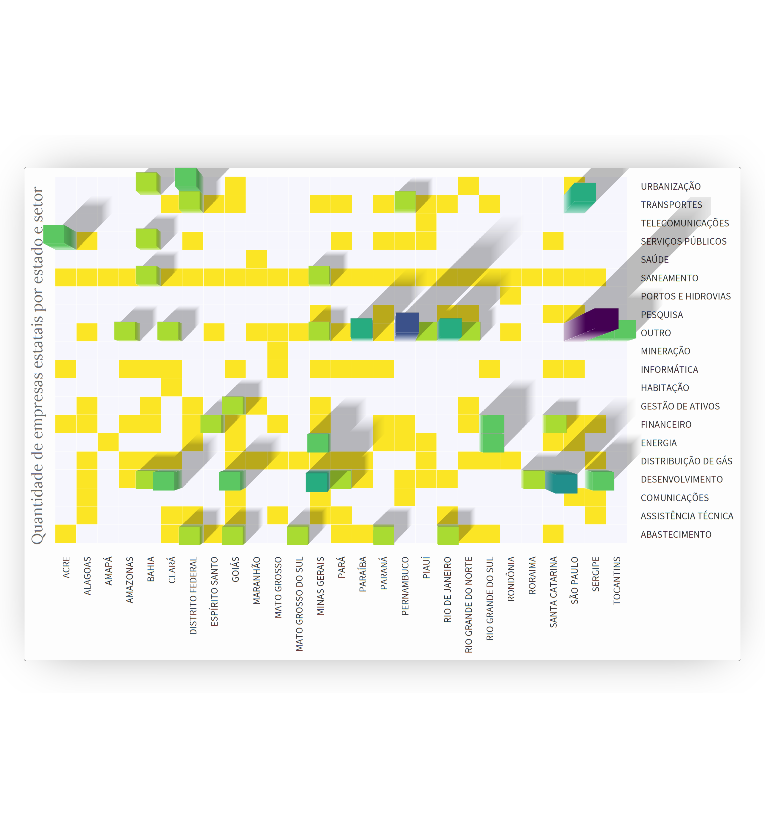 Quantidade de empresas estatais por estado e setor
URBANIZAÇÃO
TRANSPORTES
TELECOMUNICAÇÕES
SERVIÇOS PÚBLICOS
SAÚDE
SANEAMENTO
PORTOS E HIDROVIAS
PESQUISA
OUTRO
MINERAÇÃO
INFORMÁTICA
HABITAÇÃO
GESTÃO DE ATIVOS
FINANCEIRO
ENERGIA
DISTRIBUIÇÃO DE GÁS
DESENVOLVIMENTO
COMUNICAÇÕES
ASSISTÊNCIA TÉCNICA
ABASTECIMENTO
ACRE
ALAGOAS
AMAPÁ
AMAZONAS
BAHIA
CEARÁ
DISTRITO FEDERAL
ESPÍRITO SANTO
GOIÁS
MARANHÃO
MATO GROSSO
MATO GROSSO DO SUL
MINAS GERAIS
PARÁ
PARAÍBA
PARANÁ
PERNAMBUCO
PIAUÍ
RIO DE JANEIRO
RIO GRANDE DO NORTE
RIO GRANDE DO SUL
RONDÔNIA
RORAIMA
SANTA CATARINA
SÃO PAULO
SERGIPE
TOCANTINS